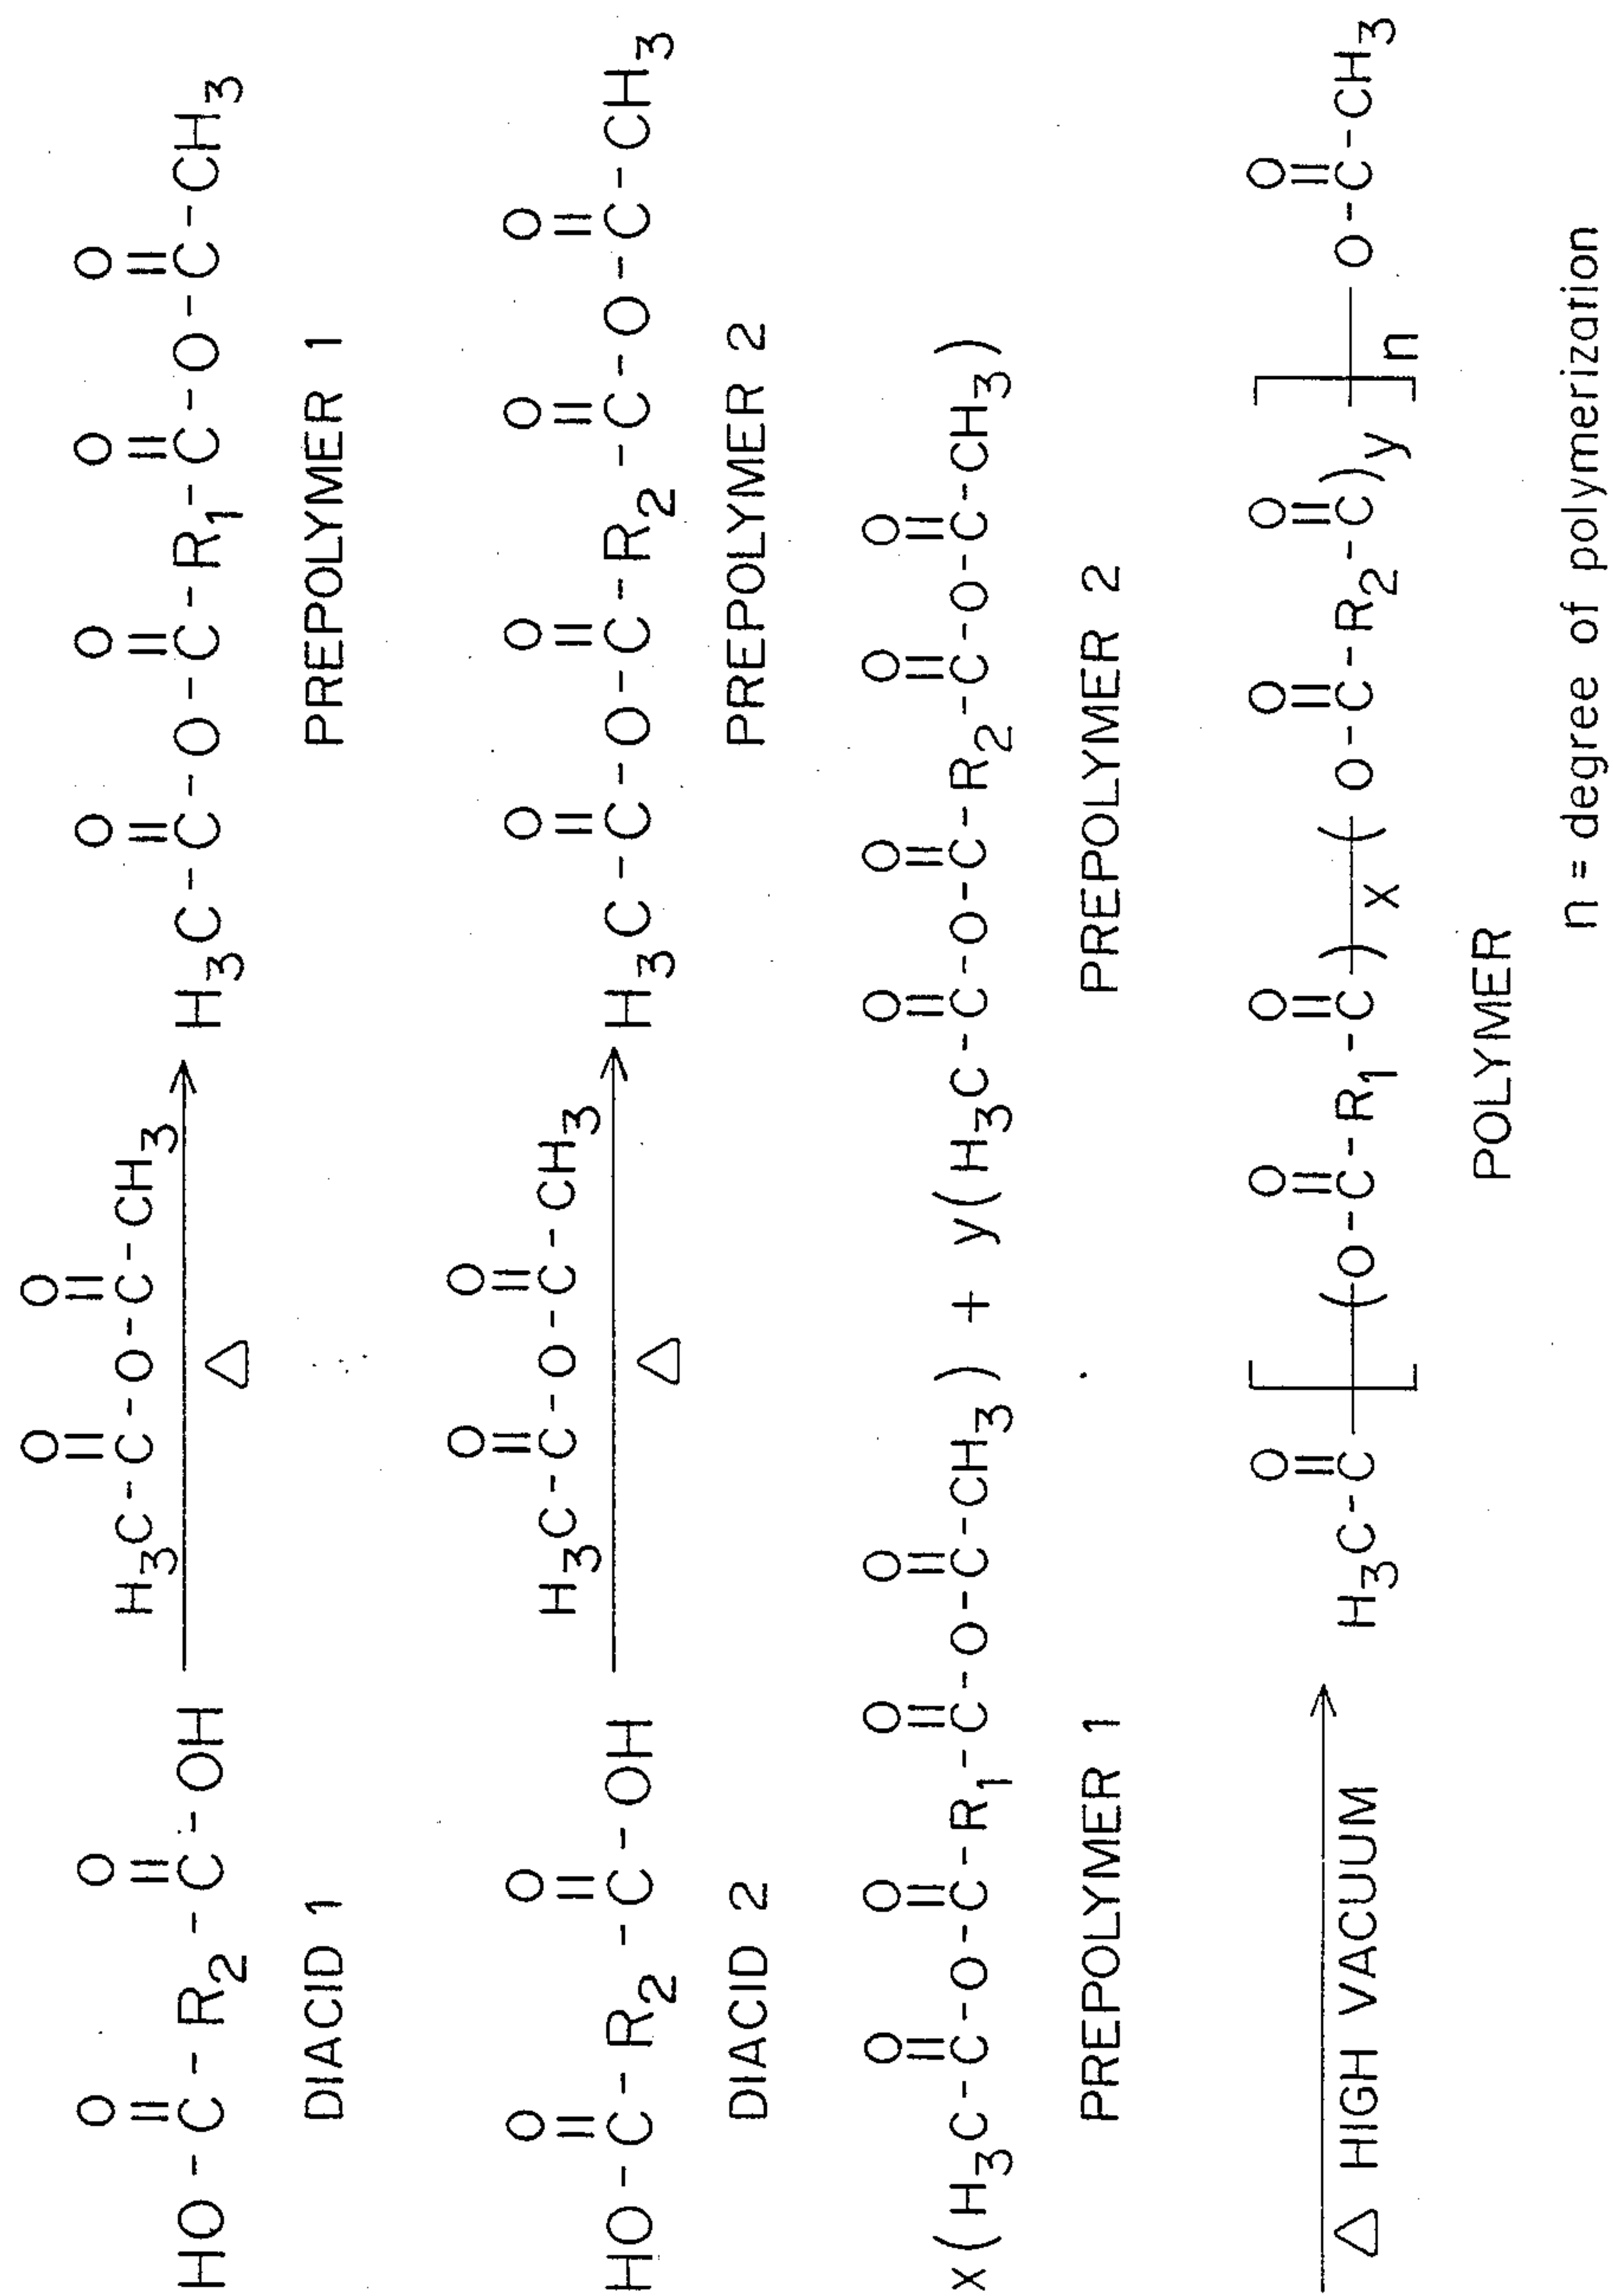 O O H₃C-C-O-C-CH₃ O O O O
HO-C-R₂-C-OH △ H₃C-C-O-C-R₁-C-O-C-CH₃
O O
DIACID 1 PREPOLYMER 1
O O H₃C-C-O-C-CH₃ O O O O
HO-C-R₂-C-OH △ H₃C-C-O-C-R₂-C-O-C-CH₃
O O
DIACID 2 PREPOLYMER 2
O O O O O O O O
x(H₃C-C-O-C-R₁-C-O-C-CH₃) + y(H₃C-C-O-C-R₂-C-O-C-CH₃)
PREPOLYMER 1 PREPOLYMER 2
O O O O O O
△ HIGH VACUUM H₃C-C-[(O-C-R₁-C)x-(O-C-R₂-C)y]n-O-C-CH₃
POLYMER
n = degree of polymerization